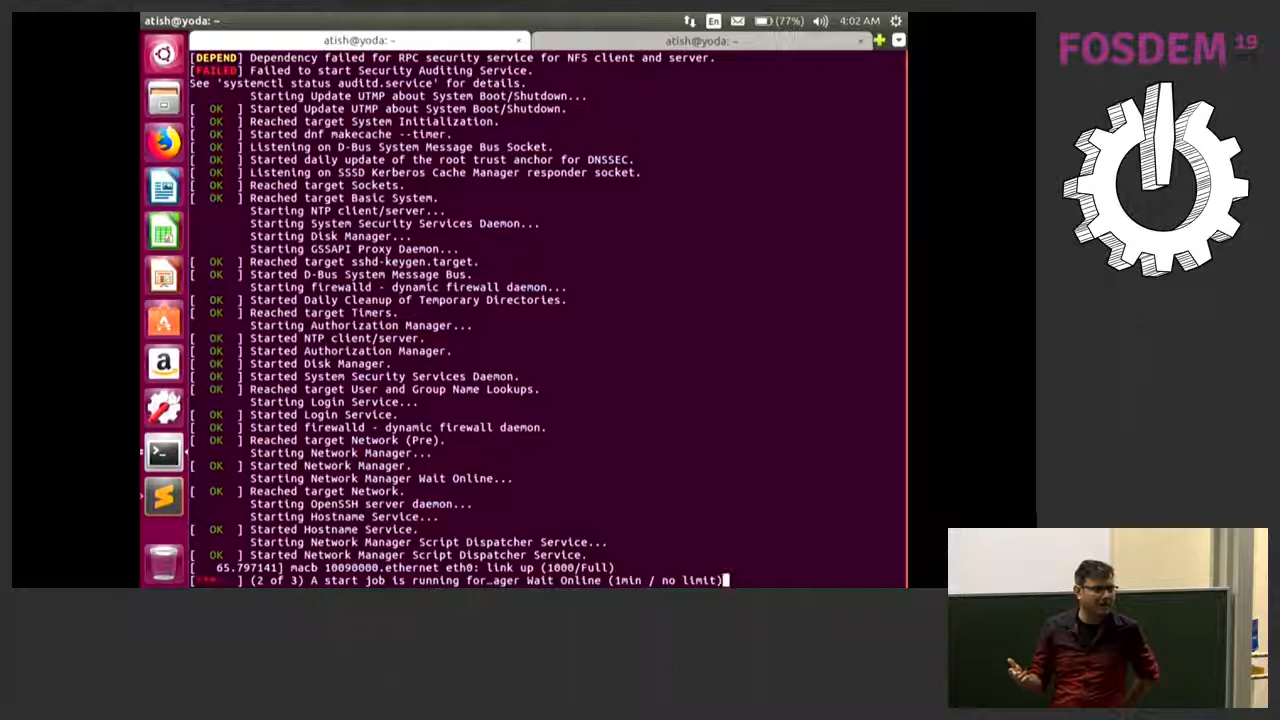 atish@yoda: ~
En
(77%)
4:02 AM
atish@yoda: ~ ×
atish@yoda: ~ ×
[DEPEND] Dependency failed for RPC security service for NFS client and server.
[FAILED] Failed to start Security Auditing Service.
See 'systemctl status auditd.service' for details.
Starting Update UTMP about System Boot/Shutdown...
[ OK ] Started Update UTMP about System Boot/Shutdown.
[ OK ] Reached target System Initialization.
[ OK ] Started dnf makecache --timer.
[ OK ] Listening on D-Bus System Message Bus Socket.
[ OK ] Started daily update of the root trust anchor for DNSSEC.
[ OK ] Listening on SSSD Kerberos Cache Manager responder socket.
[ OK ] Reached target Sockets.
[ OK ] Reached target Basic System.
Starting NTP client/server...
Starting System Security Services Daemon...
Starting Disk Manager...
Starting GSSAPI Proxy Daemon...
[ OK ] Reached target sshd-keygen.target.
[ OK ] Started D-Bus System Message Bus.
Starting firewalld - dynamic firewall daemon...
[ OK ] Started Daily Cleanup of Temporary Directories.
[ OK ] Reached target Timers.
Starting Authorization Manager...
[ OK ] Started NTP client/server.
[ OK ] Started Authorization Manager.
[ OK ] Started Disk Manager.
[ OK ] Started System Security Services Daemon.
[ OK ] Reached target User and Group Name Lookups.
Starting Login Service...
[ OK ] Started Login Service.
[ OK ] Started firewalld - dynamic firewall daemon.
[ OK ] Reached target Network (Pre).
Starting Network Manager...
[ OK ] Started Network Manager.
Starting Network Manager Wait Online...
[ OK ] Reached target Network.
Starting OpenSSH server daemon...
Starting Hostname Service...
[ OK ] Started Hostname Service.
Starting Network Manager Script Dispatcher Service...
[ OK ] Started Network Manager Script Dispatcher Service.
[ 65.797141] macb 10090000.ethernet eth0: link up (1000/Full)
[ *** ] (2 of 3) A start job is running for…ager Wait Online (1min / no limit)
FOSDEM 19